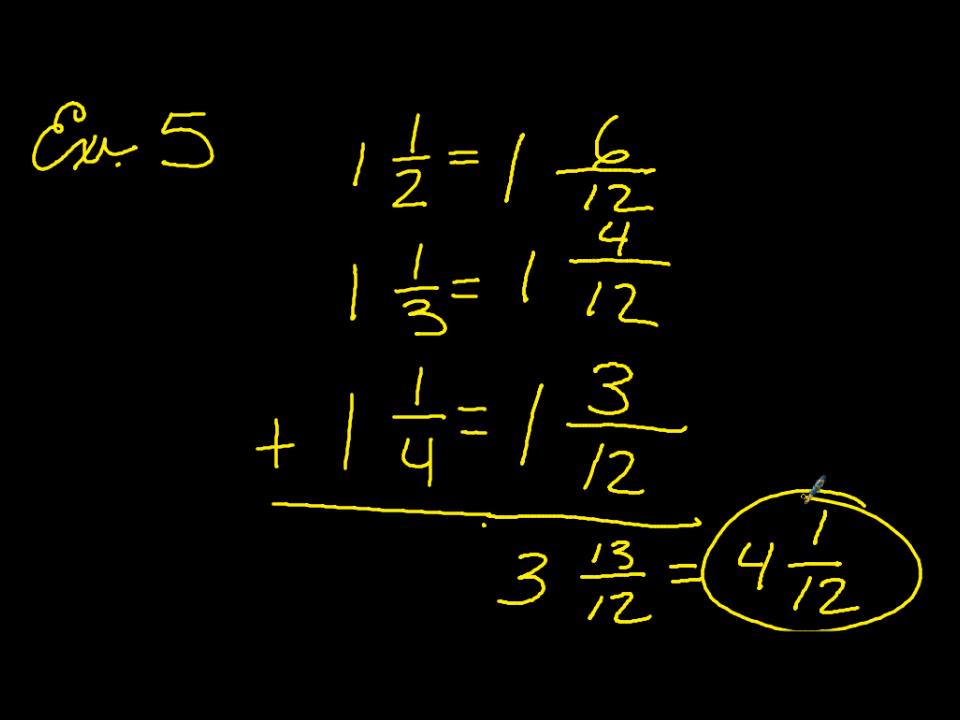 Ex. 5
1 1/2 = 1 6/12
1 1/3 = 1 4/12
+ 1 1/4 = 1 3/12
3 13/12 = 4 1/12